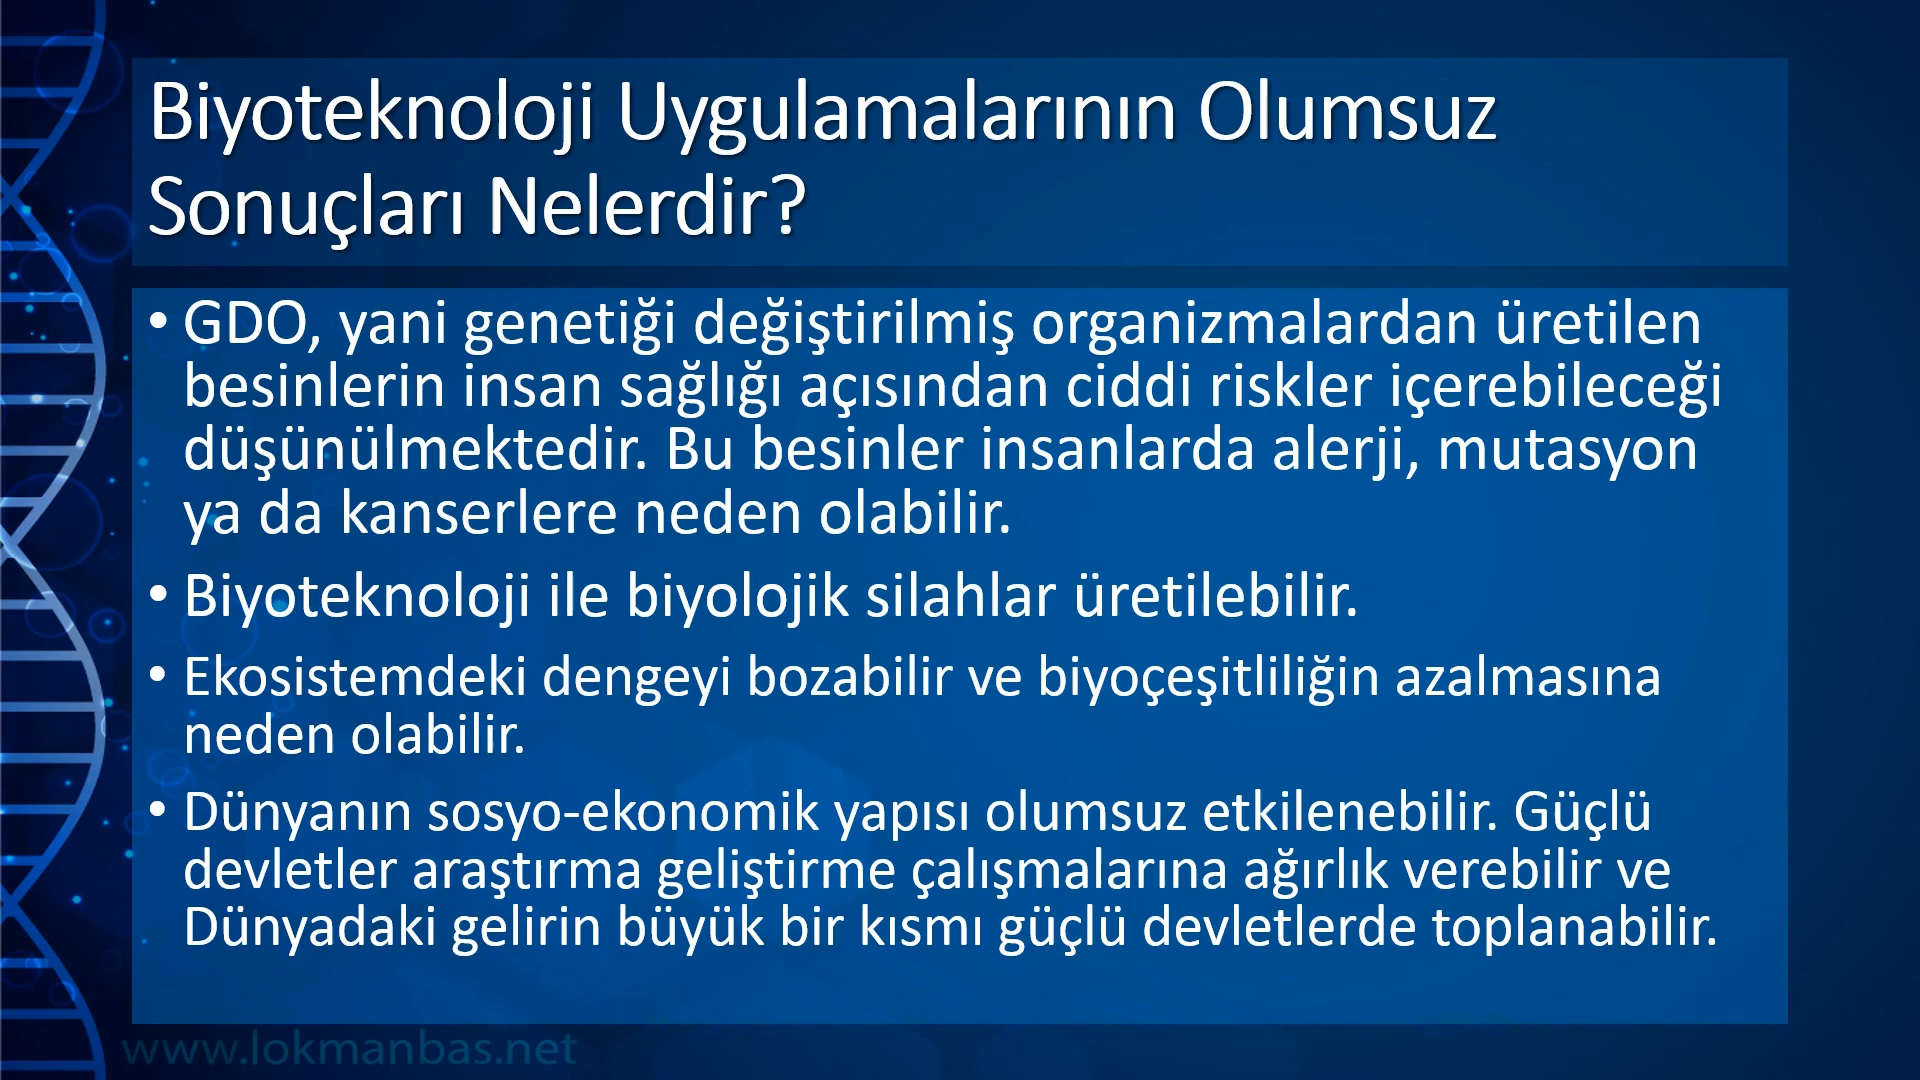 Biyoteknoloji Uygulamalarının Olumsuz
Sonuçları Nelerdir?
• GDO, yani genetiği değiştirilmiş organizmalardan üretilen
besinlerin insan sağlığı açısından ciddi riskler içerebileceği
düşünülmektedir. Bu besinler insanlarda alerji, mutasyon
ya da kanserlere neden olabilir.
• Biyoteknoloji ile biyolojik silahlar üretilebilir.
• Ekosistemdeki dengeyi bozabilir ve biyoçeşitliliğin azalmasına
neden olabilir.
• Dünyanın sosyo-ekonomik yapısı olumsuz etkilenebilir. Güçlü
devletler araştırma geliştirme çalışmalarına ağırlık verebilir ve
Dünyadaki gelirin büyük bir kısmı güçlü devletlerde toplanabilir.
www.lokmanbas.net